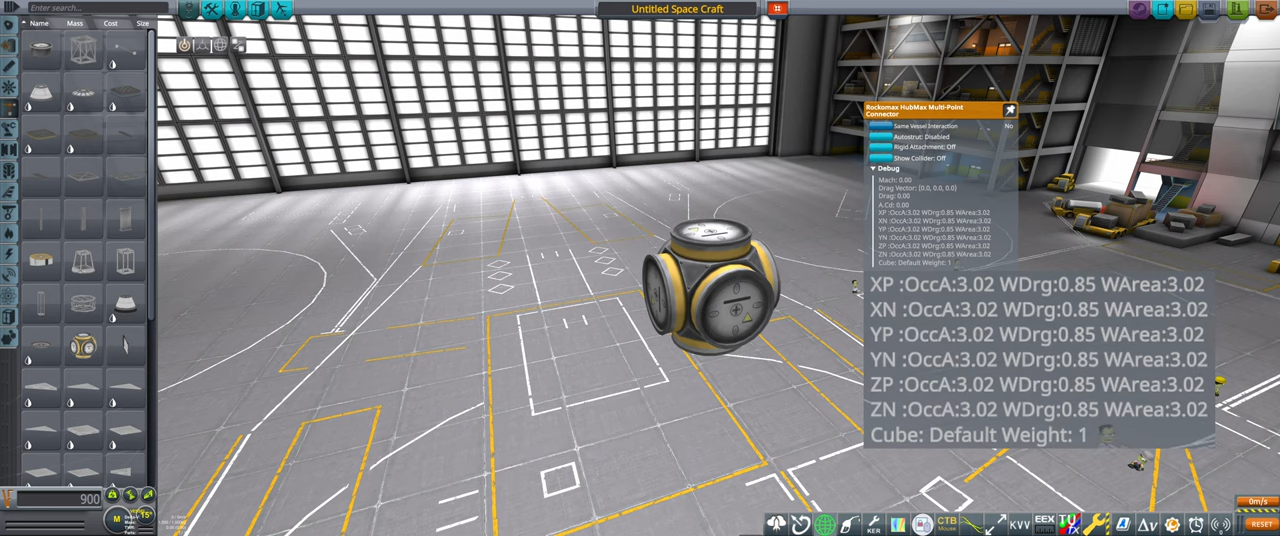 Enter search...
Untitled Space Craft
Name Mass Cost Size
Rockomax HubMax Multi-Point
Connector
Same Vessel Interaction No
Autostrut: Disabled
Rigid Attachment: Off
Show Collider: Off
Debug
Mach: 0.00
Drag Vector: (0.0, 0.0, 0.0)
Drag: 0.00
A.Cd: 0.00
XP :OccA:3.02 WDrg:0.85 WArea:3.02
XN :OccA:3.02 WDrg:0.85 WArea:3.02
YP :OccA:3.02 WDrg:0.85 WArea:3.02
YN :OccA:3.02 WDrg:0.85 WArea:3.02
ZP :OccA:3.02 WDrg:0.85 WArea:3.02
ZN :OccA:3.02 WDrg:0.85 WArea:3.02
Cube: Default Weight: 1
XP :OccA:3.02 WDrg:0.85 WArea:3.02
XN :OccA:3.02 WDrg:0.85 WArea:3.02
YP :OccA:3.02 WDrg:0.85 WArea:3.02
YN :OccA:3.02 WDrg:0.85 WArea:3.02
ZP :OccA:3.02 WDrg:0.85 WArea:3.02
ZN :OccA:3.02 WDrg:0.85 WArea:3.02
Cube: Default Weight: 1
900
M
15°
0m/s
KER
CTB
Mouse
KVV
EEX
TU
fx
Δv
RESET